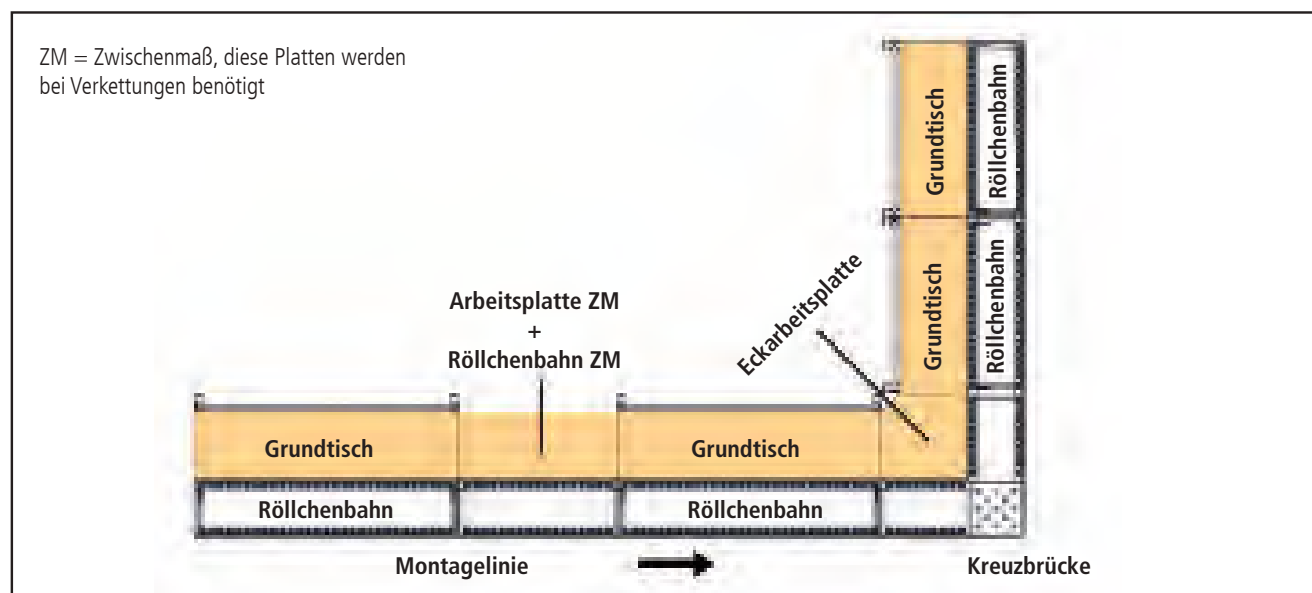 ZM = Zwischenmaß, diese Platten werden
bei Verkettungen benötigt
Grundtisch
Röllchenbahn
Grundtisch
Röllchenbahn
Eckarbeitsplatte
Arbeitsplatte ZM
+
Röllchenbahn ZM
Grundtisch
Grundtisch
Röllchenbahn
Röllchenbahn
Montagelinie
Kreuzbrücke